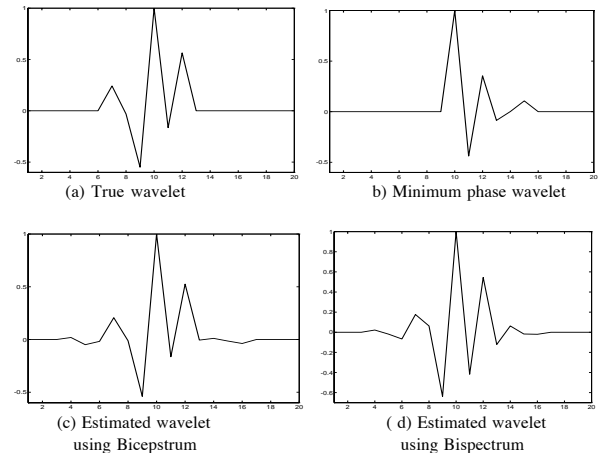 1
0.5
0
-0.5
2 4 6 8 10 12 14 16 18 20
(a) True wavelet
1
0.5
0
-0.5
2 4 6 8 10 12 14 16 18 20
b) Minimum phase wavelet
1
0.5
0
-0.5
2 4 6 8 10 12 14 16 18 20
(c) Estimated wavelet
using Bicepstrum
1
0.8
0.6
0.4
0.2
0
-0.2
-0.4
-0.6
2 4 6 8 10 12 14 16 18 20
( d) Estimated wavelet
using Bispectrum